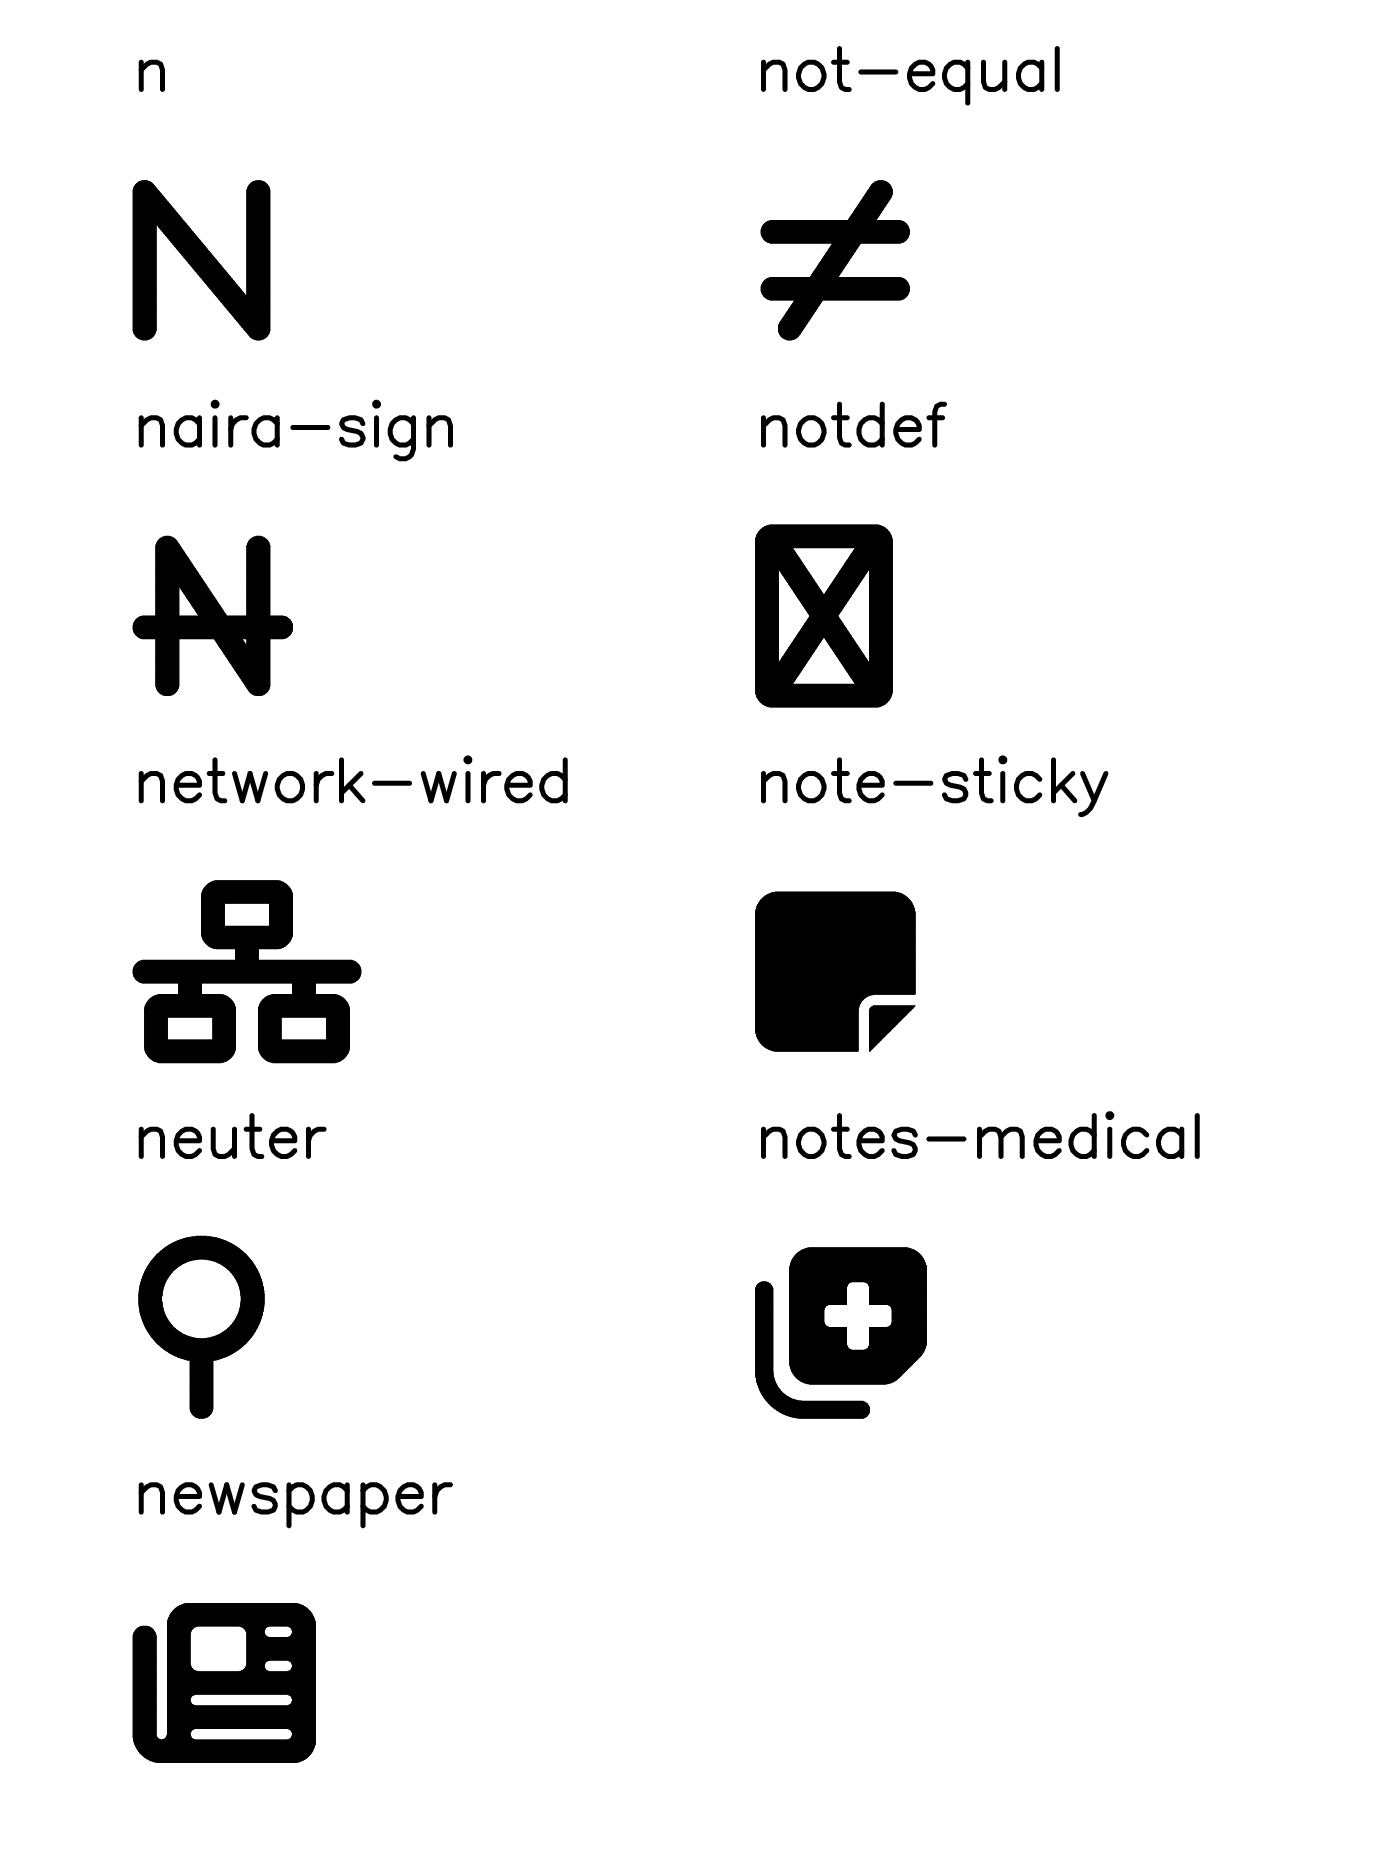 n
naira-sign
network-wired
neuter
newspaper
not-equal
notdef
note-sticky
notes-medical